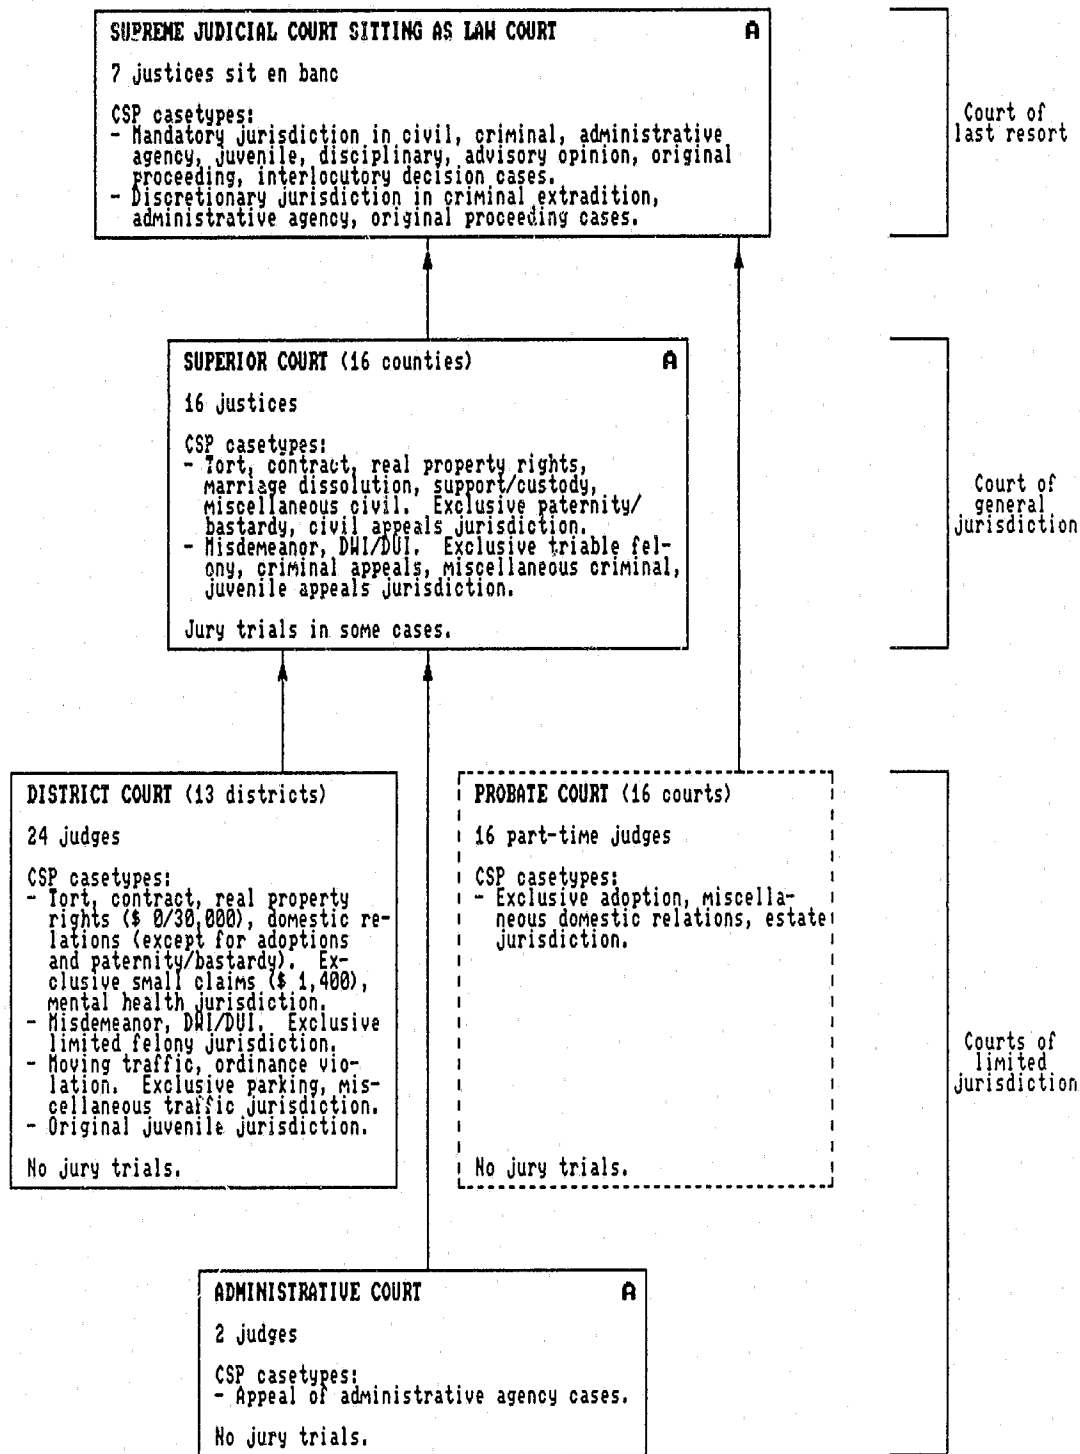 SUPREME JUDICIAL COURT SITTING AS LAW COURT A
7 justices sit en banc
CSP casetypes:
- Mandatory jurisdiction in civil, criminal, administrative
agency, juvenile, disciplinary, advisory opinion, original
proceeding, interlocutory decision cases.
- Discretionary jurisdiction in criminal extradition,
administrative agency, original proceeding cases.
Court of
last resort
SUPERIOR COURT (16 counties) A
16 justices
CSP casetypes:
- Tort, contract, real property rights,
marriage dissolution, support/custody,
miscellaneous civil. Exclusive paternity/
bastardy, civil appeals jurisdiction.
- Misdemeanor, DWI/DUI. Exclusive triable fel-
ony, criminal appeals, miscellaneous criminal,
juvenile appeals jurisdiction.
Jury trials in some cases.
Court of
general
jurisdiction
DISTRICT COURT (13 districts)
24 judges
CSP casetypes:
- Tort, contract, real property
rights ($ 0/30,000), domestic re-
lations (except for adoptions
and paternity/bastardy). Ex-
clusive small claims ($ 1,400),
mental health jurisdiction.
- Misdemeanor, DWI/DUI. Exclusive
limited felony jurisdiction.
- Moving traffic, ordinance vio-
lation. Exclusive parking, mis-
cellaneous traffic jurisdiction.
- Original juvenile jurisdiction.
No jury trials.
PROBATE COURT (16 courts)
16 part-time judges
CSP casetypes:
- Exclusive adoption, miscella-
neous domestic relations, estate
jurisdiction.
No jury trials.
Courts of
limited
jurisdiction
ADMINISTRATIVE COURT A
2 judges
CSP casetypes:
- Appeal of administrative agency cases.
No jury trials.